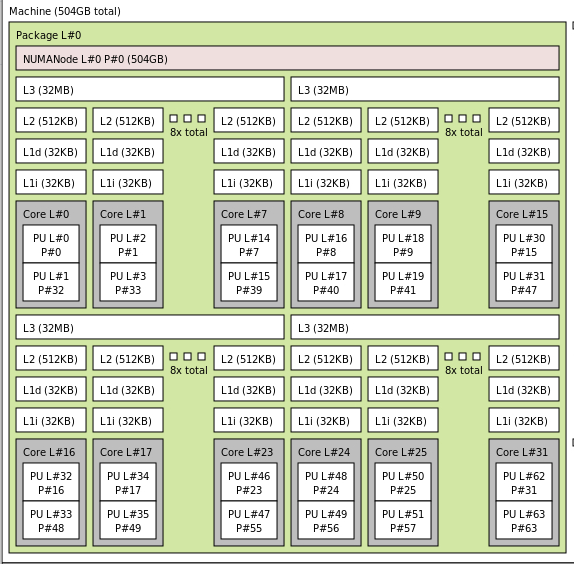 Machine (504GB total)
Package L#0
NUMANode L#0 P#0 (504GB)
L3 (32MB) L3 (32MB)
L2 (512KB) L2 (512KB) L2 (512KB) L2 (512KB) L2 (512KB) L2 (512KB)
8x total 8x total
L1d (32KB) L1d (32KB) L1d (32KB) L1d (32KB) L1d (32KB) L1d (32KB)
L1i (32KB) L1i (32KB) L1i (32KB) L1i (32KB) L1i (32KB) L1i (32KB)
Core L#0 Core L#1 Core L#7 Core L#8 Core L#9 Core L#15
PU L#0 PU L#2 PU L#14 PU L#16 PU L#18 PU L#30
P#0 P#1 P#7 P#8 P#9 P#15
PU L#1 PU L#3 PU L#15 PU L#17 PU L#19 PU L#31
P#32 P#33 P#39 P#40 P#41 P#47
L3 (32MB) L3 (32MB)
L2 (512KB) L2 (512KB) L2 (512KB) L2 (512KB) L2 (512KB) L2 (512KB)
8x total 8x total
L1d (32KB) L1d (32KB) L1d (32KB) L1d (32KB) L1d (32KB) L1d (32KB)
L1i (32KB) L1i (32KB) L1i (32KB) L1i (32KB) L1i (32KB) L1i (32KB)
Core L#16 Core L#17 Core L#23 Core L#24 Core L#25 Core L#31
PU L#32 PU L#34 PU L#46 PU L#48 PU L#50 PU L#62
P#16 P#17 P#23 P#24 P#25 P#31
PU L#33 PU L#35 PU L#47 PU L#49 PU L#51 PU L#63
P#48 P#49 P#55 P#56 P#57 P#63